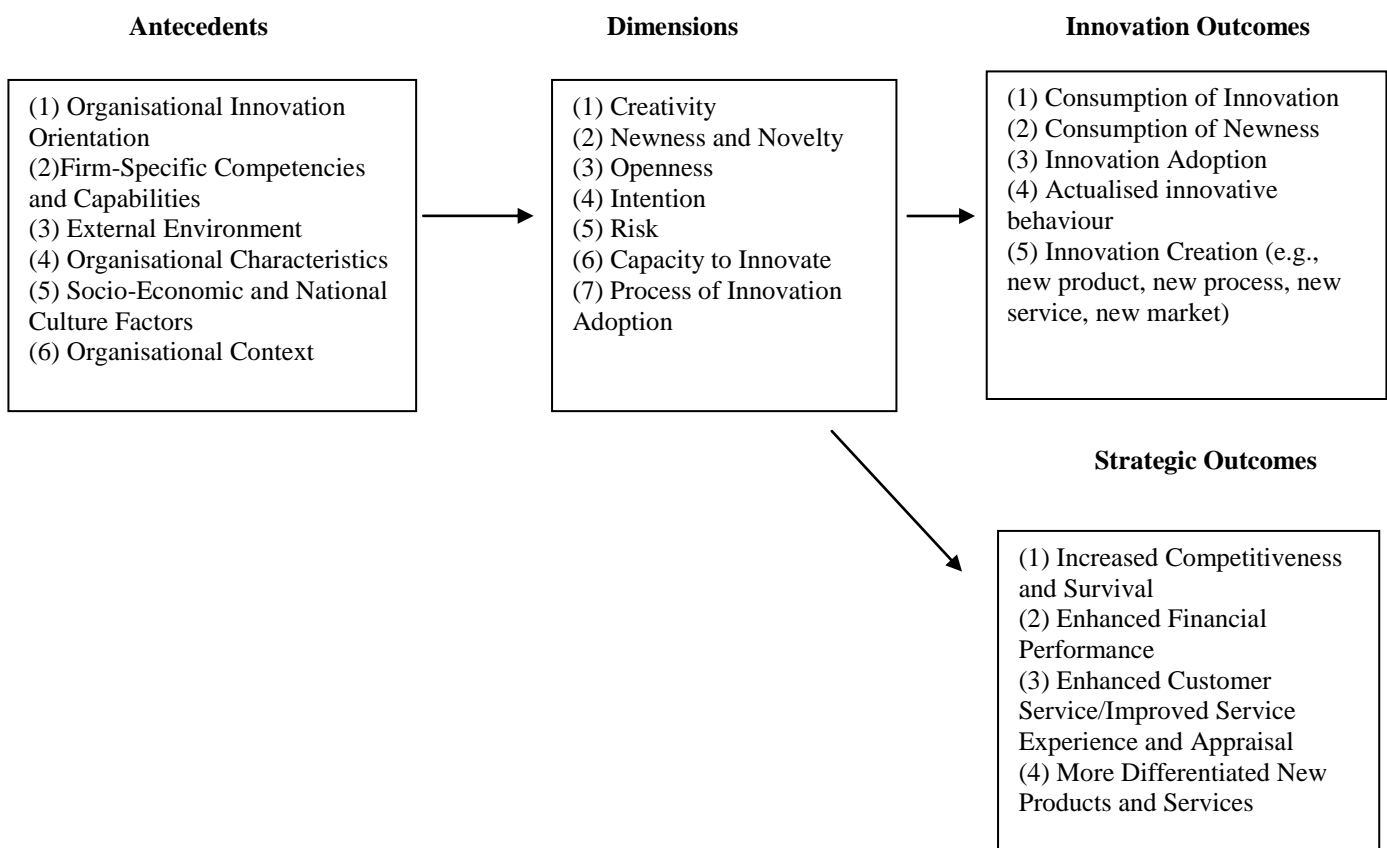 Antecedents
(1) Organisational Innovation
Orientation
(2)Firm-Specific Competencies
and Capabilities
(3) External Environment
(4) Organisational Characteristics
(5) Socio-Economic and National
Culture Factors
(6) Organisational Context
Dimensions
(1) Creativity
(2) Newness and Novelty
(3) Openness
(4) Intention
(5) Risk
(6) Capacity to Innovate
(7) Process of Innovation
Adoption
Innovation Outcomes
(1) Consumption of Innovation
(2) Consumption of Newness
(3) Innovation Adoption
(4) Actualised innovative
behaviour
(5) Innovation Creation (e.g.,
new product, new process, new
service, new market)
Strategic Outcomes
(1) Increased Competitiveness
and Survival
(2) Enhanced Financial
Performance
(3) Enhanced Customer
Service/Improved Service
Experience and Appraisal
(4) More Differentiated New
Products and Services